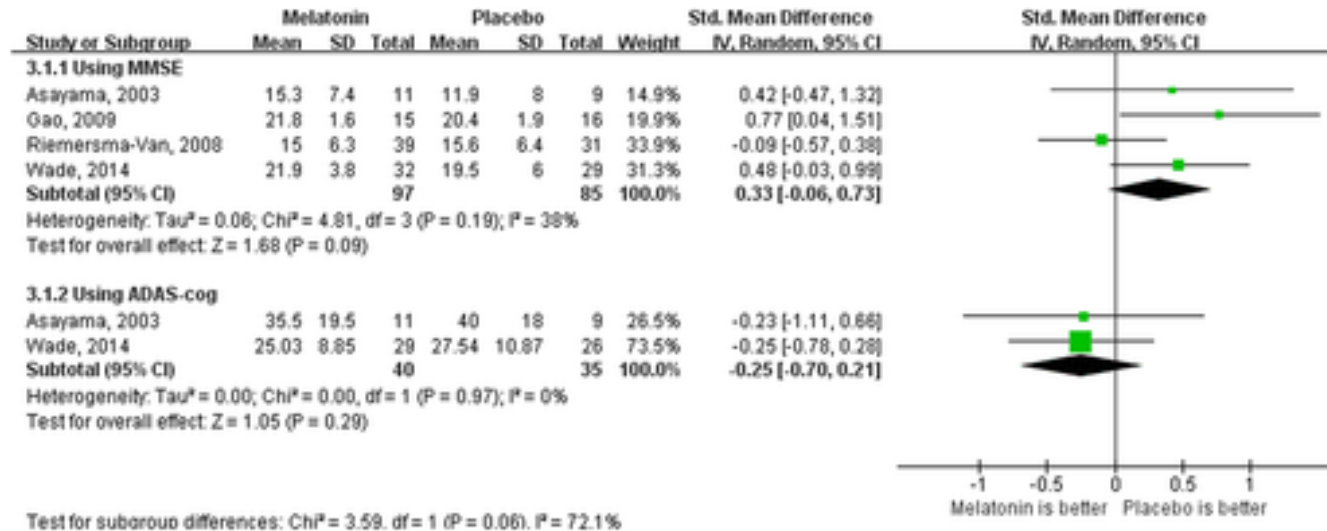 Melatonin Placebo Std. Mean Difference Std. Mean Difference
Study or Subgroup Mean SD Total Mean SD Total Weight IV, Random, 95% CI IV, Random, 95% CI
3.1.1 Using MMSE
Asayama, 2003 15.3 7.4 11 11.9 8 9 14.9% 0.42 [-0.47, 1.32]
Gao, 2009 21.8 1.6 15 20.4 1.9 16 19.9% 0.77 [0.04, 1.51]
Riemersma-Van, 2008 15 6.3 39 15.6 6.4 31 33.9% -0.09 [-0.57, 0.38]
Wade, 2014 21.9 3.8 32 19.5 6 29 31.3% 0.48 [-0.03, 0.99]
Subtotal (95% CI) 97 85 100.0% 0.33 [-0.06, 0.73]
Heterogeneity: Tau² = 0.06; Chi² = 4.81, df = 3 (P = 0.19); I² = 38%
Test for overall effect: Z = 1.68 (P = 0.09)
3.1.2 Using ADAS-cog
Asayama, 2003 35.5 19.5 11 40 18 9 26.5% -0.23 [-1.11, 0.66]
Wade, 2014 25.03 8.85 29 27.54 10.87 26 73.5% -0.25 [-0.78, 0.28]
Subtotal (95% CI) 40 35 100.0% -0.25 [-0.70, 0.21]
Heterogeneity: Tau² = 0.00; Chi² = 0.00, df = 1 (P = 0.97); I² = 0%
Test for overall effect: Z = 1.05 (P = 0.29)
-1 -0.5 0 0.5 1
Melatonin is better Placebo is better
Test for subgroup differences: Chi² = 3.59, df = 1 (P = 0.06), I² = 72.1%